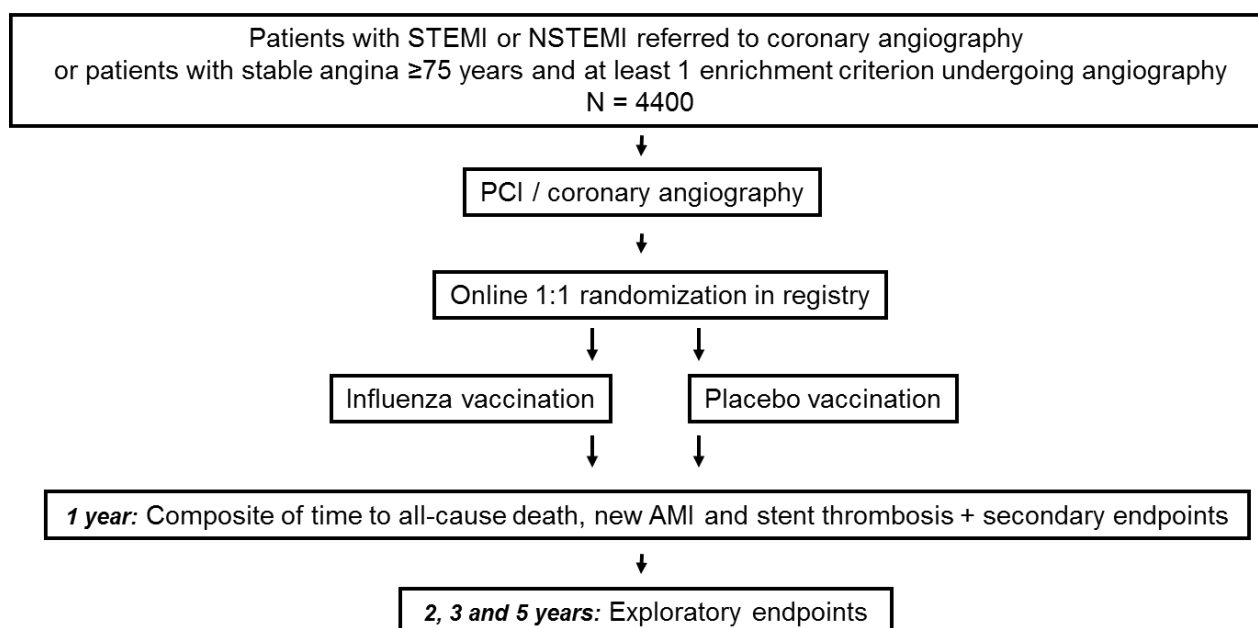 Patients with STEMI or NSTEMI referred to coronary angiography
or patients with stable angina ≥75 years and at least 1 enrichment criterion undergoing angiography
N = 4400
PCI / coronary angiography
Online 1:1 randomization in registry
Influenza vaccination
Placebo vaccination
1 year: Composite of time to all-cause death, new AMI and stent thrombosis + secondary endpoints
2, 3 and 5 years: Exploratory endpoints